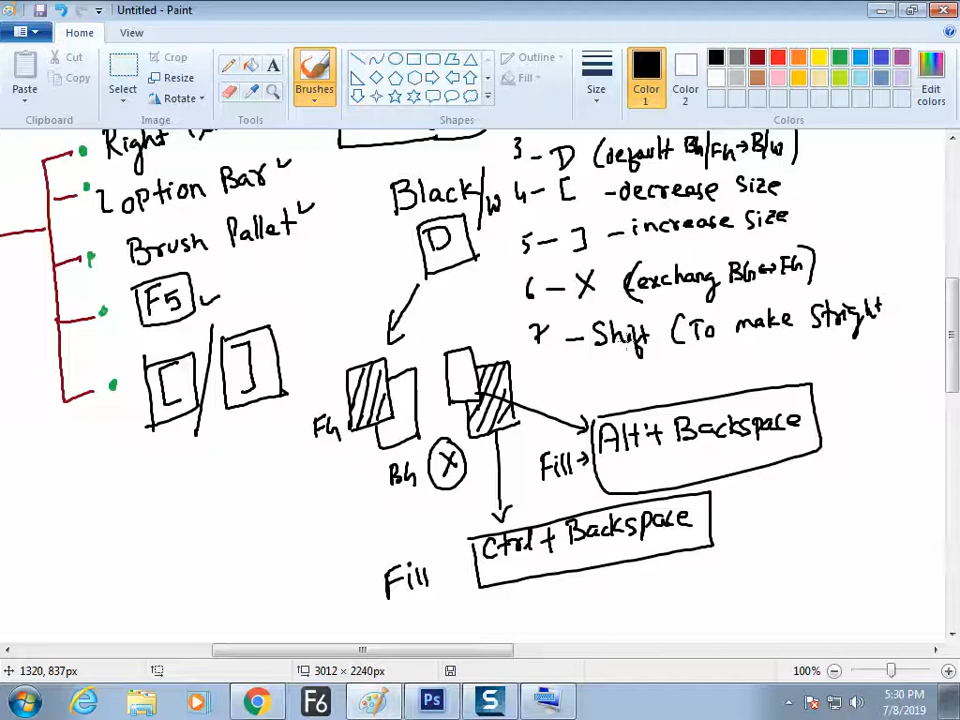 Untitled - Paint
Home
View
Paste
Cut
Copy
Clipboard
Select
Crop
Resize
Rotate
Image
Tools
Brushes
Shapes
Outline
Fill
Size
Color 1
Color 2
Edit colors
Colors
Right
2 option Bar
Brush Pallet
F5
[ / ]
Black/W
D
FG
BG
X
3 - D (default BG/FG→B/W)
4 - [ - decrease size
5 - ] - increase size
6 - X (exchang BG↔FG)
7 - Shift (To make Straight
Fill → Alt + Backspace
Fill Ctrl + Backspace
1320, 837px
3012 × 2240px
100%
F6
Ps
S
5:30 PM
7/8/2019